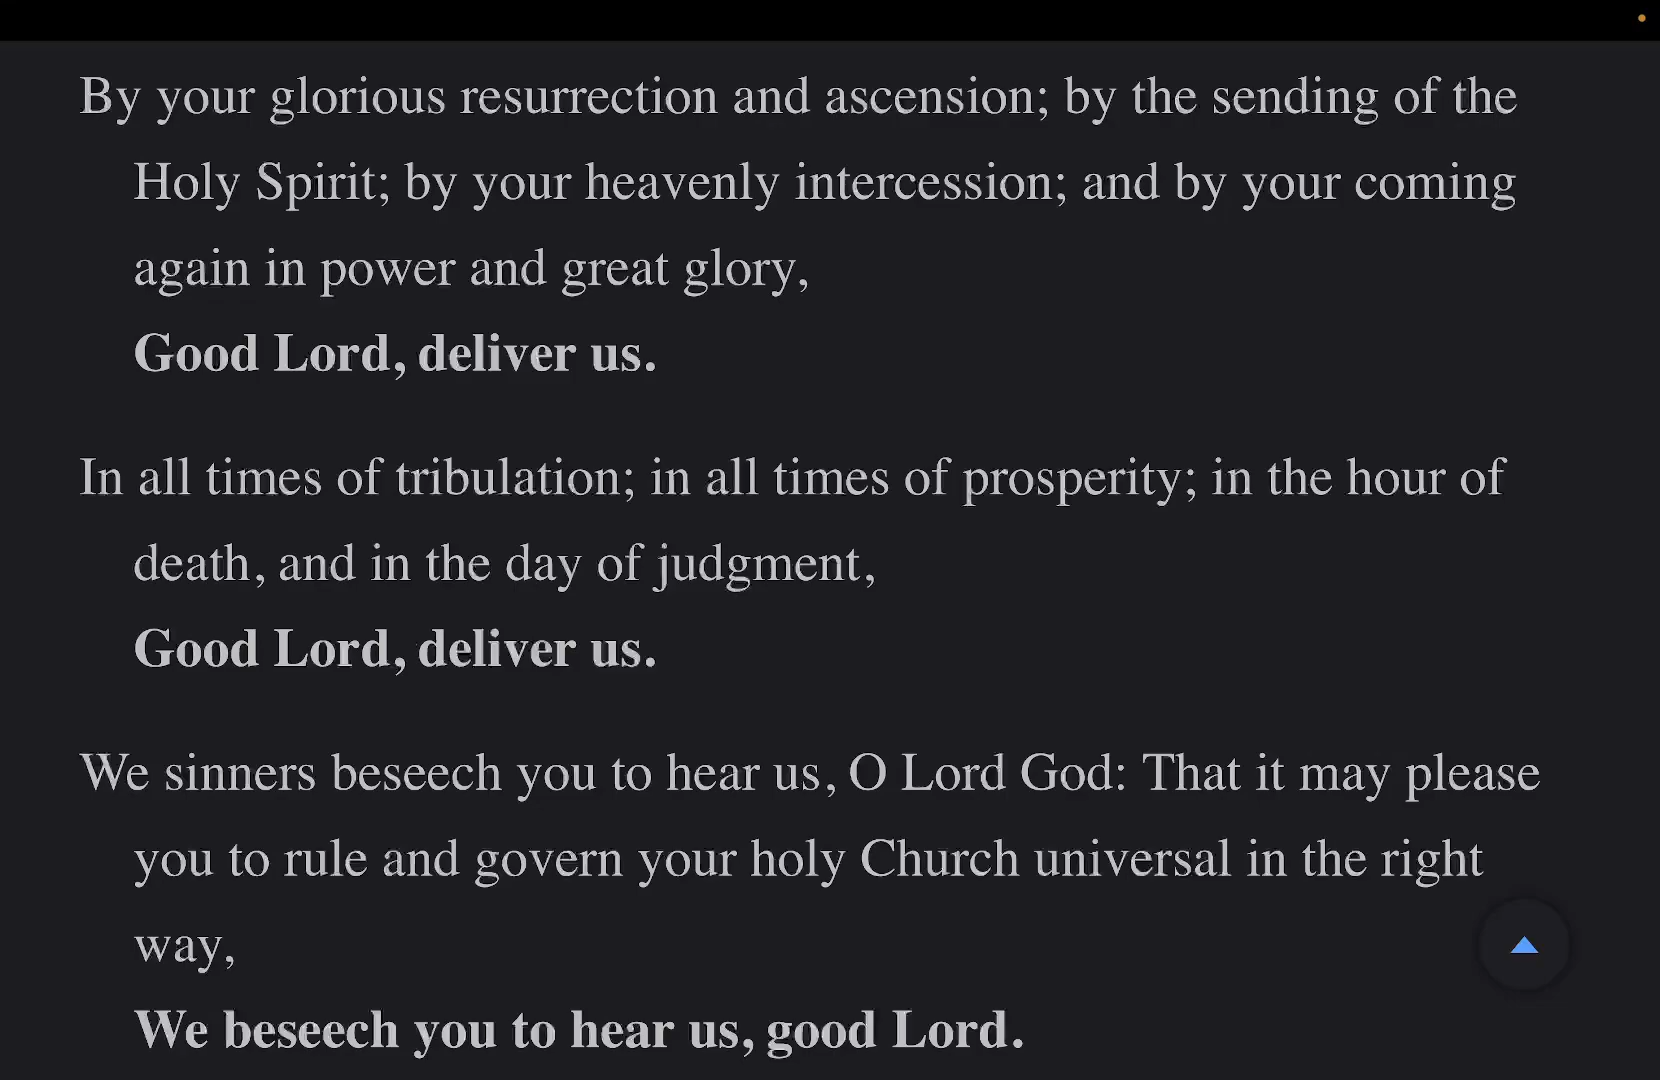 By your glorious resurrection and ascension; by the sending of the
Holy Spirit; by your heavenly intercession; and by your coming
again in power and great glory,
Good Lord, deliver us.
In all times of tribulation; in all times of prosperity; in the hour of
death, and in the day of judgment,
Good Lord, deliver us.
We sinners beseech you to hear us, O Lord God: That it may please
you to rule and govern your holy Church universal in the right
way,
We beseech you to hear us, good Lord.